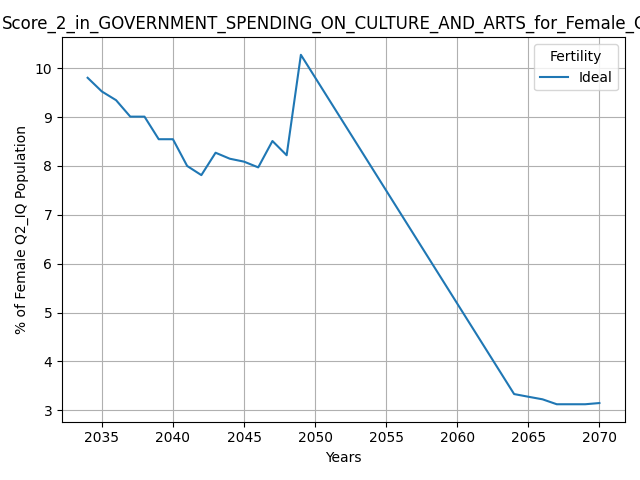 Score_2_in_GOVERNMENT_SPENDING_ON_CULTURE_AND_ARTS_for_Female_
Fertility
Ideal
10
9
8
7
6
5
4
3
% of Female Q2_IQ Population
2035 2040 2045 2050 2055 2060 2065 2070
Years